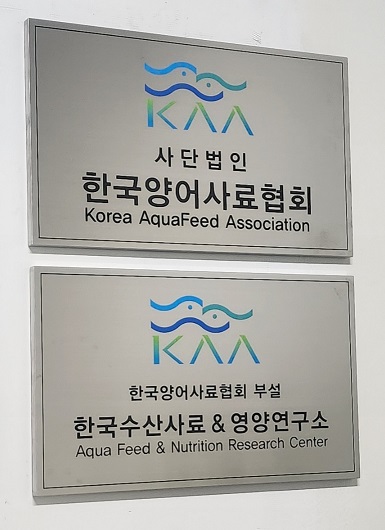 KAA
사단법인
한국양어사료협회
Korea AquaFeed Association
KAA
한국양어사료협회 부설
한국수산사료 & 영양연구소
Aqua Feed & Nutrition Research Center